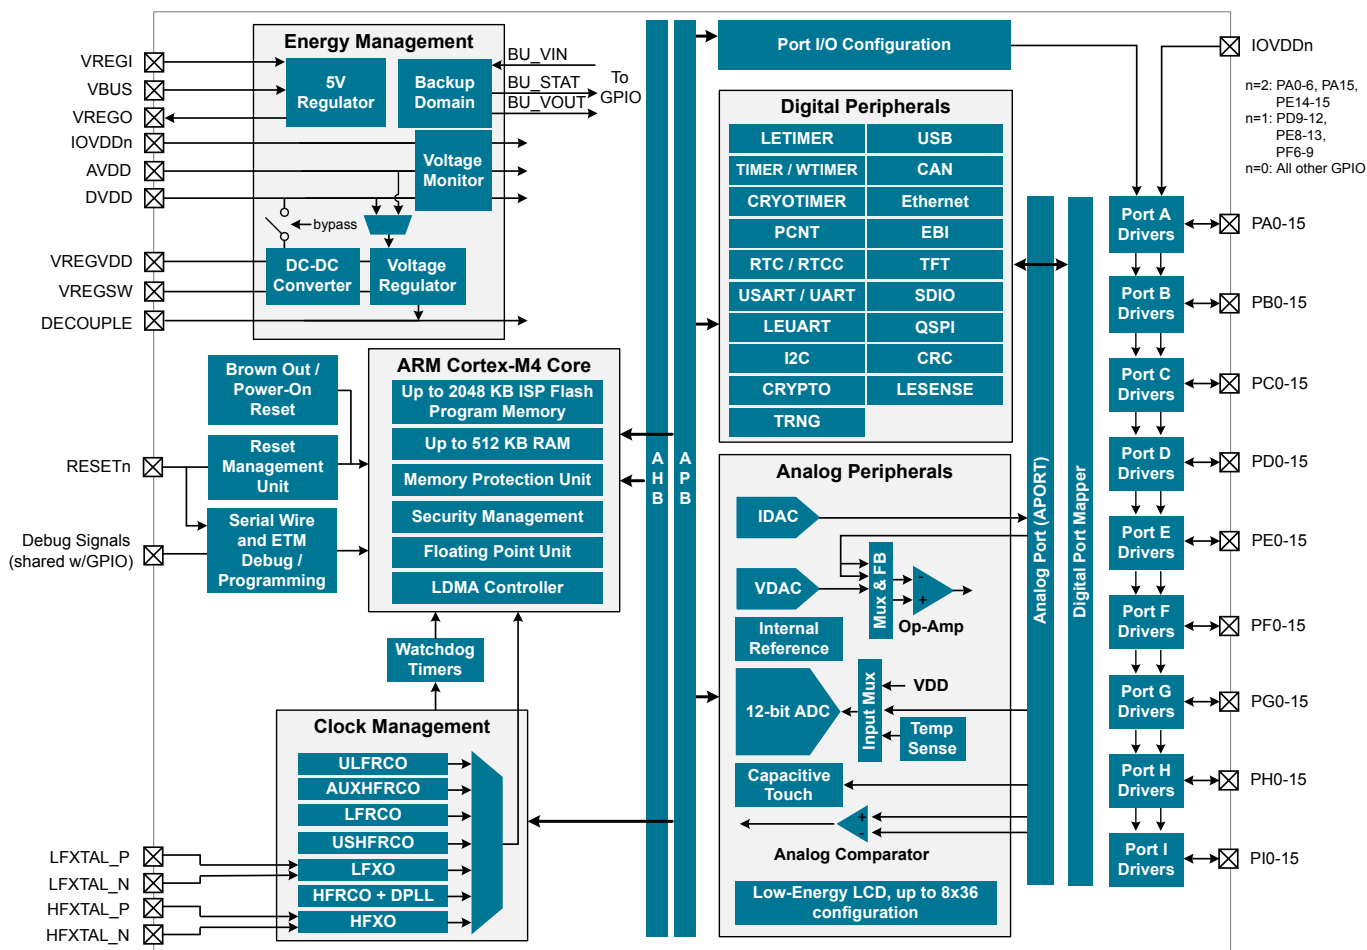 Energy Management
VREGI
VBUS
VREGO
IOVDDn
AVDD
DVDD
VREGVDD
VREGSW
DECOUPLE
5V
Regulator
Backup
Domain
BU_VIN
BU_STAT
BU_VOUT
To
GPIO
Voltage
Monitor
bypass
DC-DC
Converter
Voltage
Regulator
Brown Out /
Power-On
Reset
Reset
Management
Unit
Serial Wire
and ETM
Debug /
Programming
RESETn
Debug Signals
(shared w/GPIO)
ARM Cortex-M4 Core
Up to 2048 KB ISP Flash
Program Memory
Up to 512 KB RAM
Memory Protection Unit
Security Management
Floating Point Unit
LDMA Controller
Watchdog
Timers
Clock Management
ULFRCO
AUXHFRCO
LFRCO
USHFRCO
LFXO
HFRCO + DPLL
HFXO
LFXTAL_P
LFXTAL_N
HFXTAL_P
HFXTAL_N
A
H
B
A
P
B
Port I/O Configuration
Digital Peripherals
LETIMER
USB
TIMER / WTIMER
CAN
CRYOTIMER
Ethernet
PCNT
EBI
RTC / RTCC
TFT
USART / UART
SDIO
LEUART
QSPI
I2C
CRC
CRYPTO
LESENSE
TRNG
Analog Peripherals
IDAC
VDAC
Mux & FB
-
+
Op-Amp
Internal
Reference
12-bit ADC
Input Mux
VDD
Temp
Sense
Capacitive
Touch
+
-
Analog Comparator
Low-Energy LCD, up to 8x36
configuration
Analog Port (APORT)
Digital Port Mapper
IOVDDn
n=2: PA0-6, PA15,
PE14-15
n=1: PD9-12,
PE8-13,
PF6-9
n=0: All other GPIO
Port A
Drivers
PA0-15
Port B
Drivers
PB0-15
Port C
Drivers
PC0-15
Port D
Drivers
PD0-15
Port E
Drivers
PE0-15
Port F
Drivers
PF0-15
Port G
Drivers
PG0-15
Port H
Drivers
PH0-15
Port I
Drivers
PI0-15